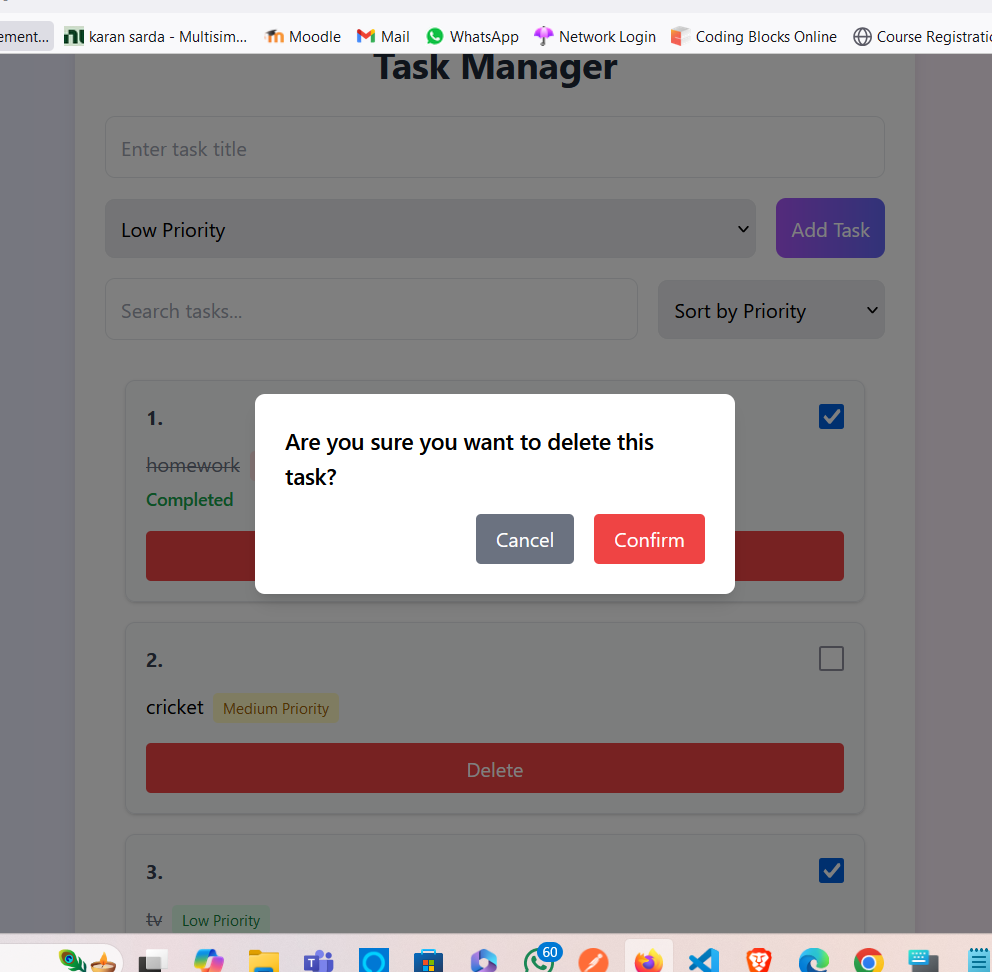 ement...
karan sarda - Multisim...
Moodle
Mail
WhatsApp
Network Login
Coding Blocks Online
Course Registratio
Task Manager
Enter task title
Low Priority
Add Task
Search tasks...
Sort by Priority
1.
homework
Completed
Are you sure you want to delete this
task?
Cancel
Confirm
2.
cricket
Medium Priority
Delete
3.
tv
Low Priority
60